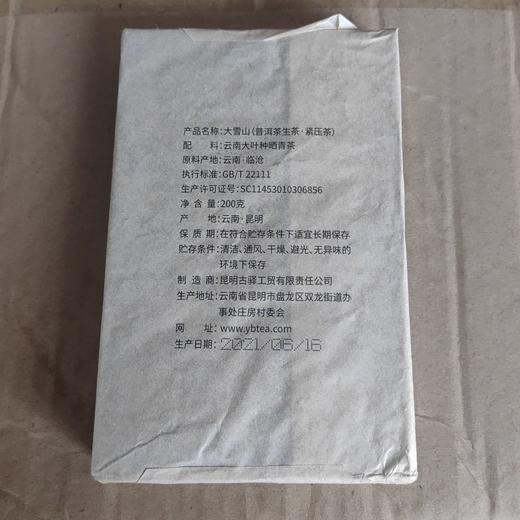 产品名称:大雪山(普洱茶生茶·紧压茶)
配　　料:云南大叶种晒青茶
原料产地:云南·临沧
执行标准:GB/T 22111
生产许可证号:SC11453010306856
净 含 量:200克
产　　地:云南·昆明
保 质 期:在符合贮存条件下适宜长期保存
贮存条件:清洁、通风、干燥、避光、无异味的
环境下保存
制 造 商:昆明古驿工贸有限责任公司
生产地址:云南省昆明市盘龙区双龙街道办
事处庄房村委会
网　　址:www.ybtea.com
生产日期:2021/06/16